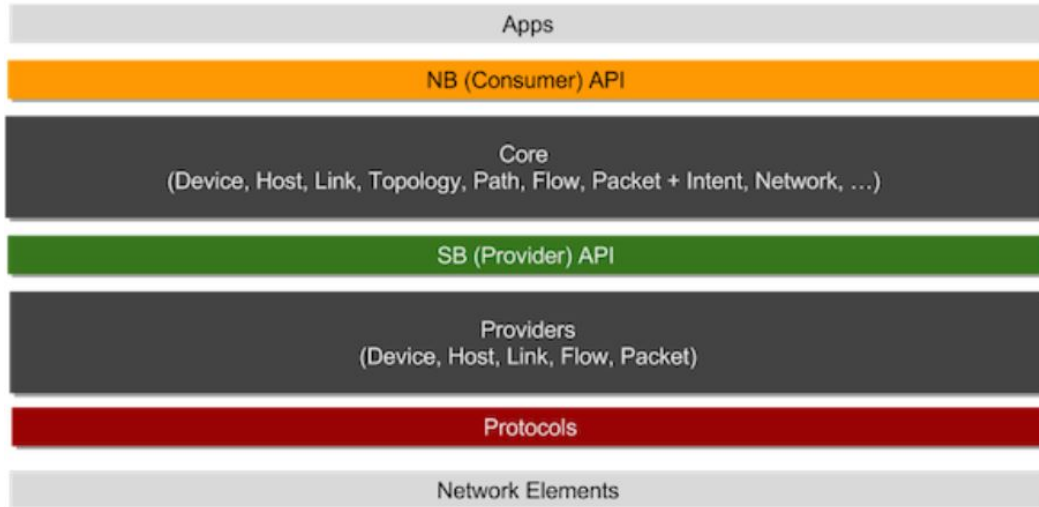 Apps
NB (Consumer) API
Core
(Device, Host, Link, Topology, Path, Flow, Packet + Intent, Network, …)
SB (Provider) API
Providers
(Device, Host, Link, Flow, Packet)
Protocols
Network Elements